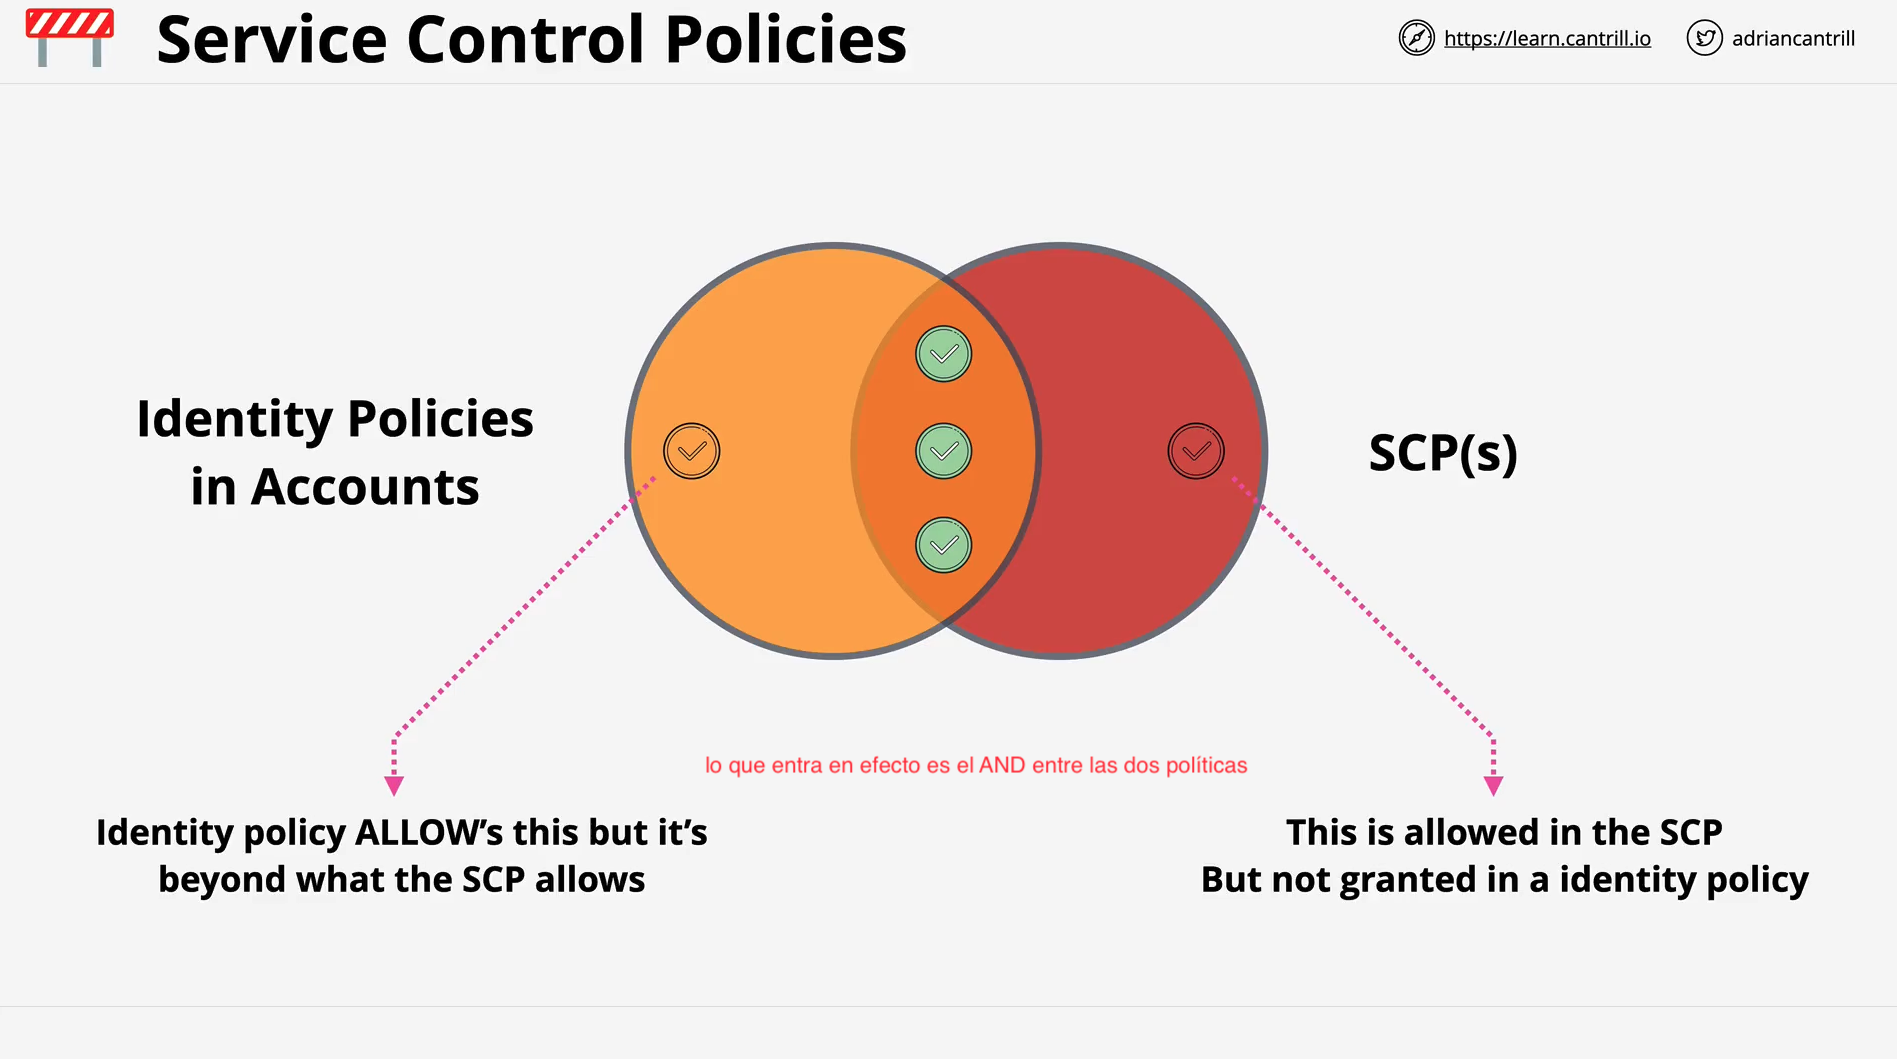 Service Control Policies
https://learn.cantrill.io
adriancantrill
Identity Policies
in Accounts
SCP(s)
lo que entra en efecto es el AND entre las dos políticas
Identity policy ALLOW’s this but it’s
beyond what the SCP allows
This is allowed in the SCP
But not granted in a identity policy